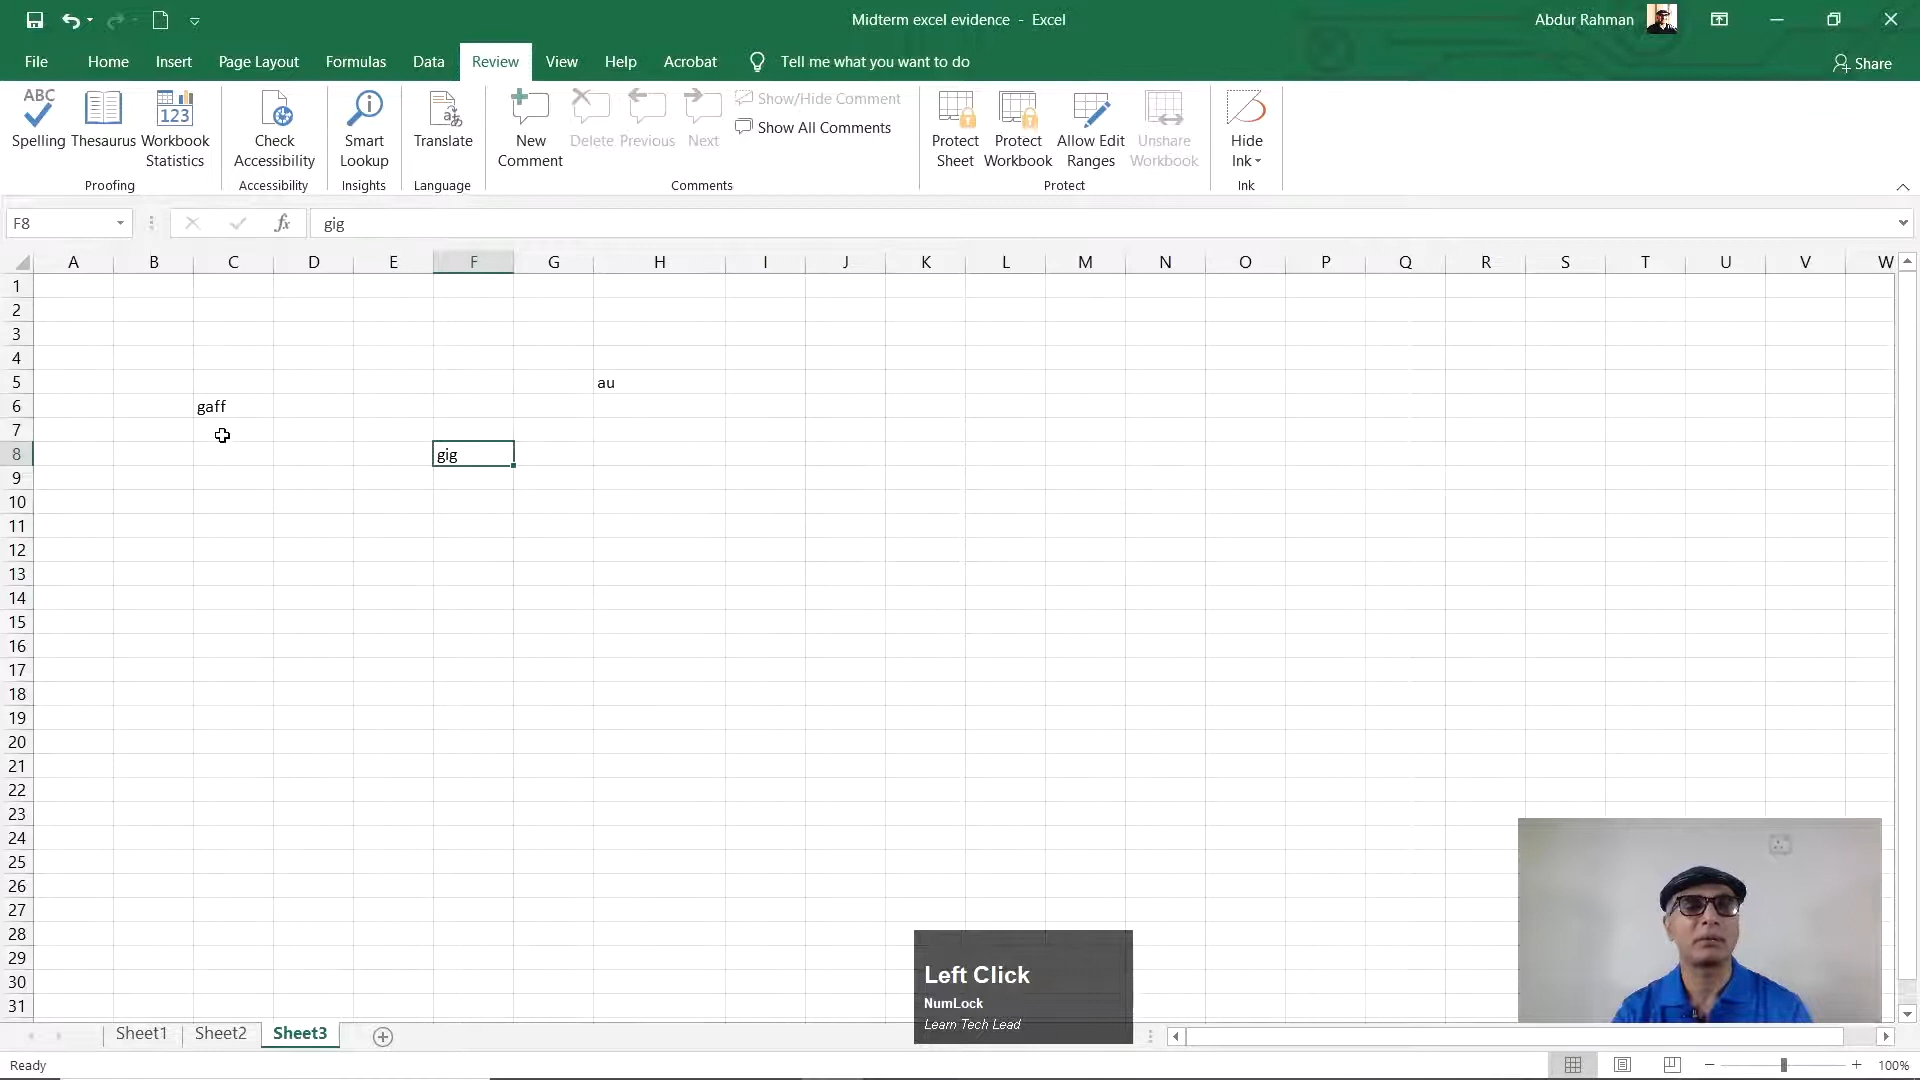 Midterm excel evidence - Excel
Abdur Rahman
File Home Insert Page Layout Formulas Data Review View Help Acrobat Tell me what you want to do
Share
ABC
123
Spelling Thesaurus Workbook Statistics
Check Accessibility
Smart Lookup
Translate
New Comment
Delete Previous Next
Show/Hide Comment
Show All Comments
Protect Sheet
Protect Workbook
Allow Edit Ranges
Unshare Workbook
Hide Ink
Proofing Accessibility Insights Language Comments Protect Ink
F8 fx gig
A B C D E F G H I J K L M N O P Q R S T U V W
1
2
3
4
5 au
6 gaff
7
8 gig
9
10
11
12
13
14
15
16
17
18
19
20
21
22
23
24
25
26
27
28
29
30
31
Left Click
NumLock
Learn Tech Lead
Sheet1 Sheet2 Sheet3
Ready
100%